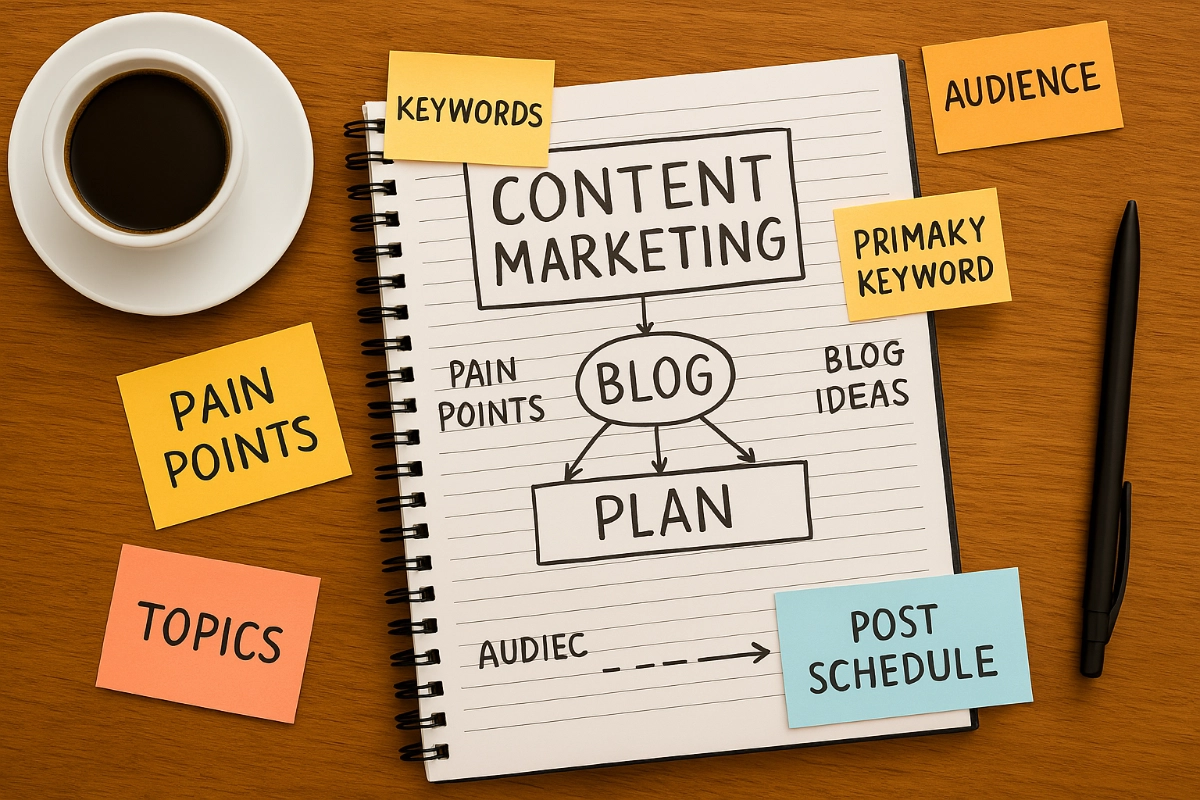 KEYWORDS
AUDIENCE
CONTENT
MARKETING
PRIMAKY
KEYWORD
PAIN
POINTS
BLOG
BLOG
IDEAS
PAIN
POINTS
PLAN
TOPICS
AUDIEC
POST
SCHEDULE